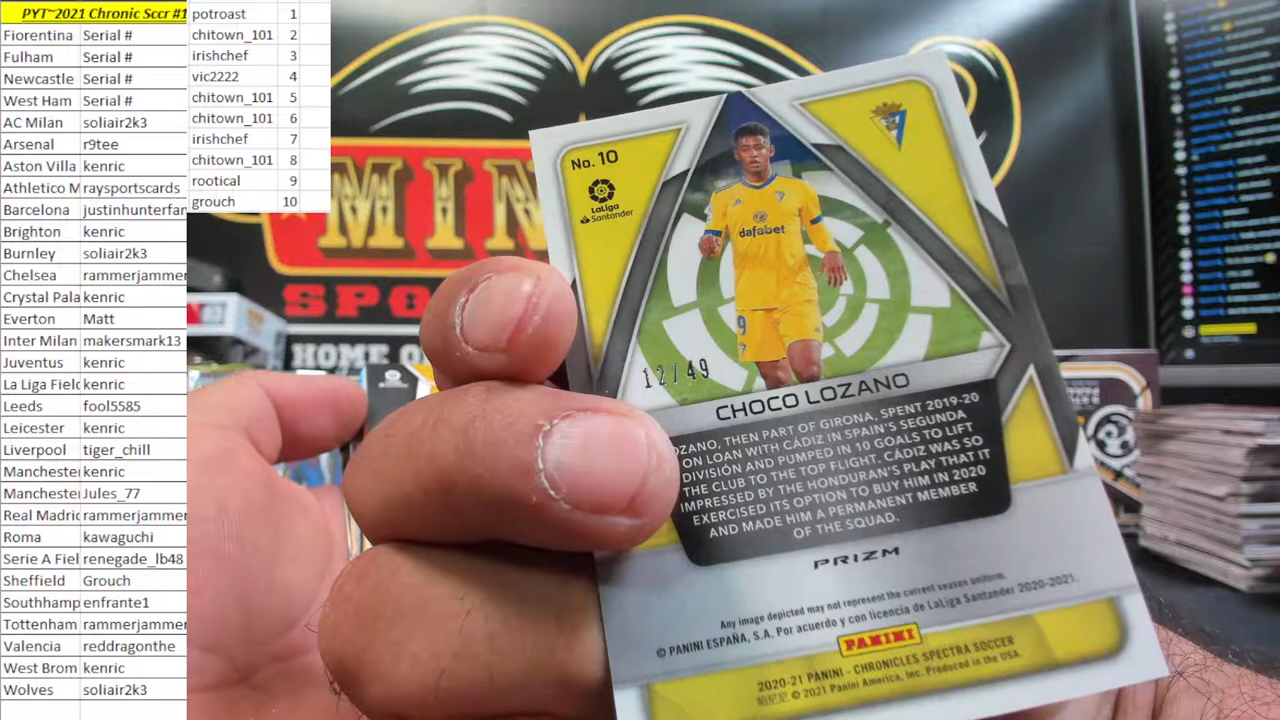 PYT~2021 Chronic Sccr #1
Fiorentina Serial #
Fulham Serial #
Newcastle Serial #
West Ham Serial #
AC Milan soliair2k3
Arsenal r9tee
Aston Villa kenric
Athletico M raysportscards
Barcelona justinhunterfan
Brighton kenric
Burnley soliair2k3
Chelsea rammerjammer
Crystal Pala kenric
Everton Matt
Inter Milan makersmark13
Juventus kenric
La Liga Field kenric
Leeds fool5585
Leicester kenric
Liverpool tiger_chill
Manchester kenric
Manchester Jules_77
Real Madrid rammerjammer
Roma kawaguchi
Serie A Fiel renegade_lb48
Sheffield Grouch
Southhamp enfrante1
Tottenham rammerjammer
Valencia reddragonthe
West Brom kenric
Wolves soliair2k3
potroast 1
chitown_101 2
irishchef 3
vic2222 4
chitown_101 5
chitown_101 6
irishchef 7
chitown_101 8
rootical 9
grouch 10
MIN
SPO
HOME O
No. 10
LaLiga
Santander
dafabet
9
12/49
CHOCO LOZANO
OZANO, THEN PART OF GIRONA, SPENT 2019-20
ON LOAN WITH CÁDIZ IN SPAIN'S SEGUNDA
DIVISIÓN AND PUMPED IN 10 GOALS TO LIFT
THE CLUB TO THE TOP FLIGHT. CÁDIZ WAS SO
IMPRESSED BY THE HONDURAN'S PLAY THAT IT
EXERCISED ITS OPTION TO BUY HIM IN 2020
AND MADE HIM A PERMANENT MEMBER
OF THE SQUAD.
PRIZM
Any image depicted may not represent the current season uniform.
© PANINI ESPAÑA, S.A. Por acuerdo y con licencia de LaLiga Santander 2020-2021.
PANINI
2020-21 PANINI - CHRONICLES SPECTRA SOCCER
© 2021 Panini America, Inc. Produced in the USA.